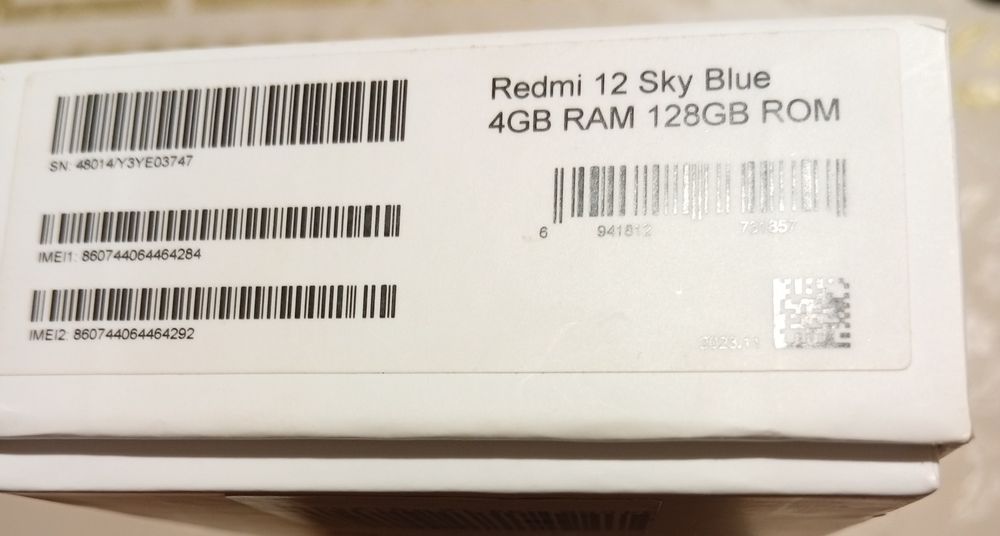 Redmi 12 Sky Blue
4GB RAM 128GB ROM
SN: 48014/Y3YE03747
IMEI1: 860744064464284
IMEI2: 860744064464292
6 941812 721357
2023.11